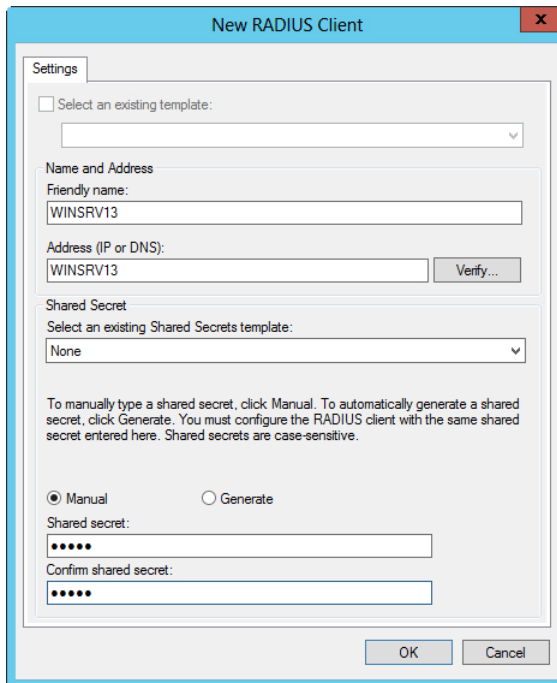 New RADIUS Client
x
Settings
Select an existing template:
Name and Address
Friendly name:
WINSRV13
Address (IP or DNS):
WINSRV13
Verify...
Shared Secret
Select an existing Shared Secrets template:
None
To manually type a shared secret, click Manual. To automatically generate a shared
secret, click Generate. You must configure the RADIUS client with the same shared
secret entered here. Shared secrets are case-sensitive.
Manual Generate
Shared secret:
•••••
Confirm shared secret:
•••••
OK Cancel